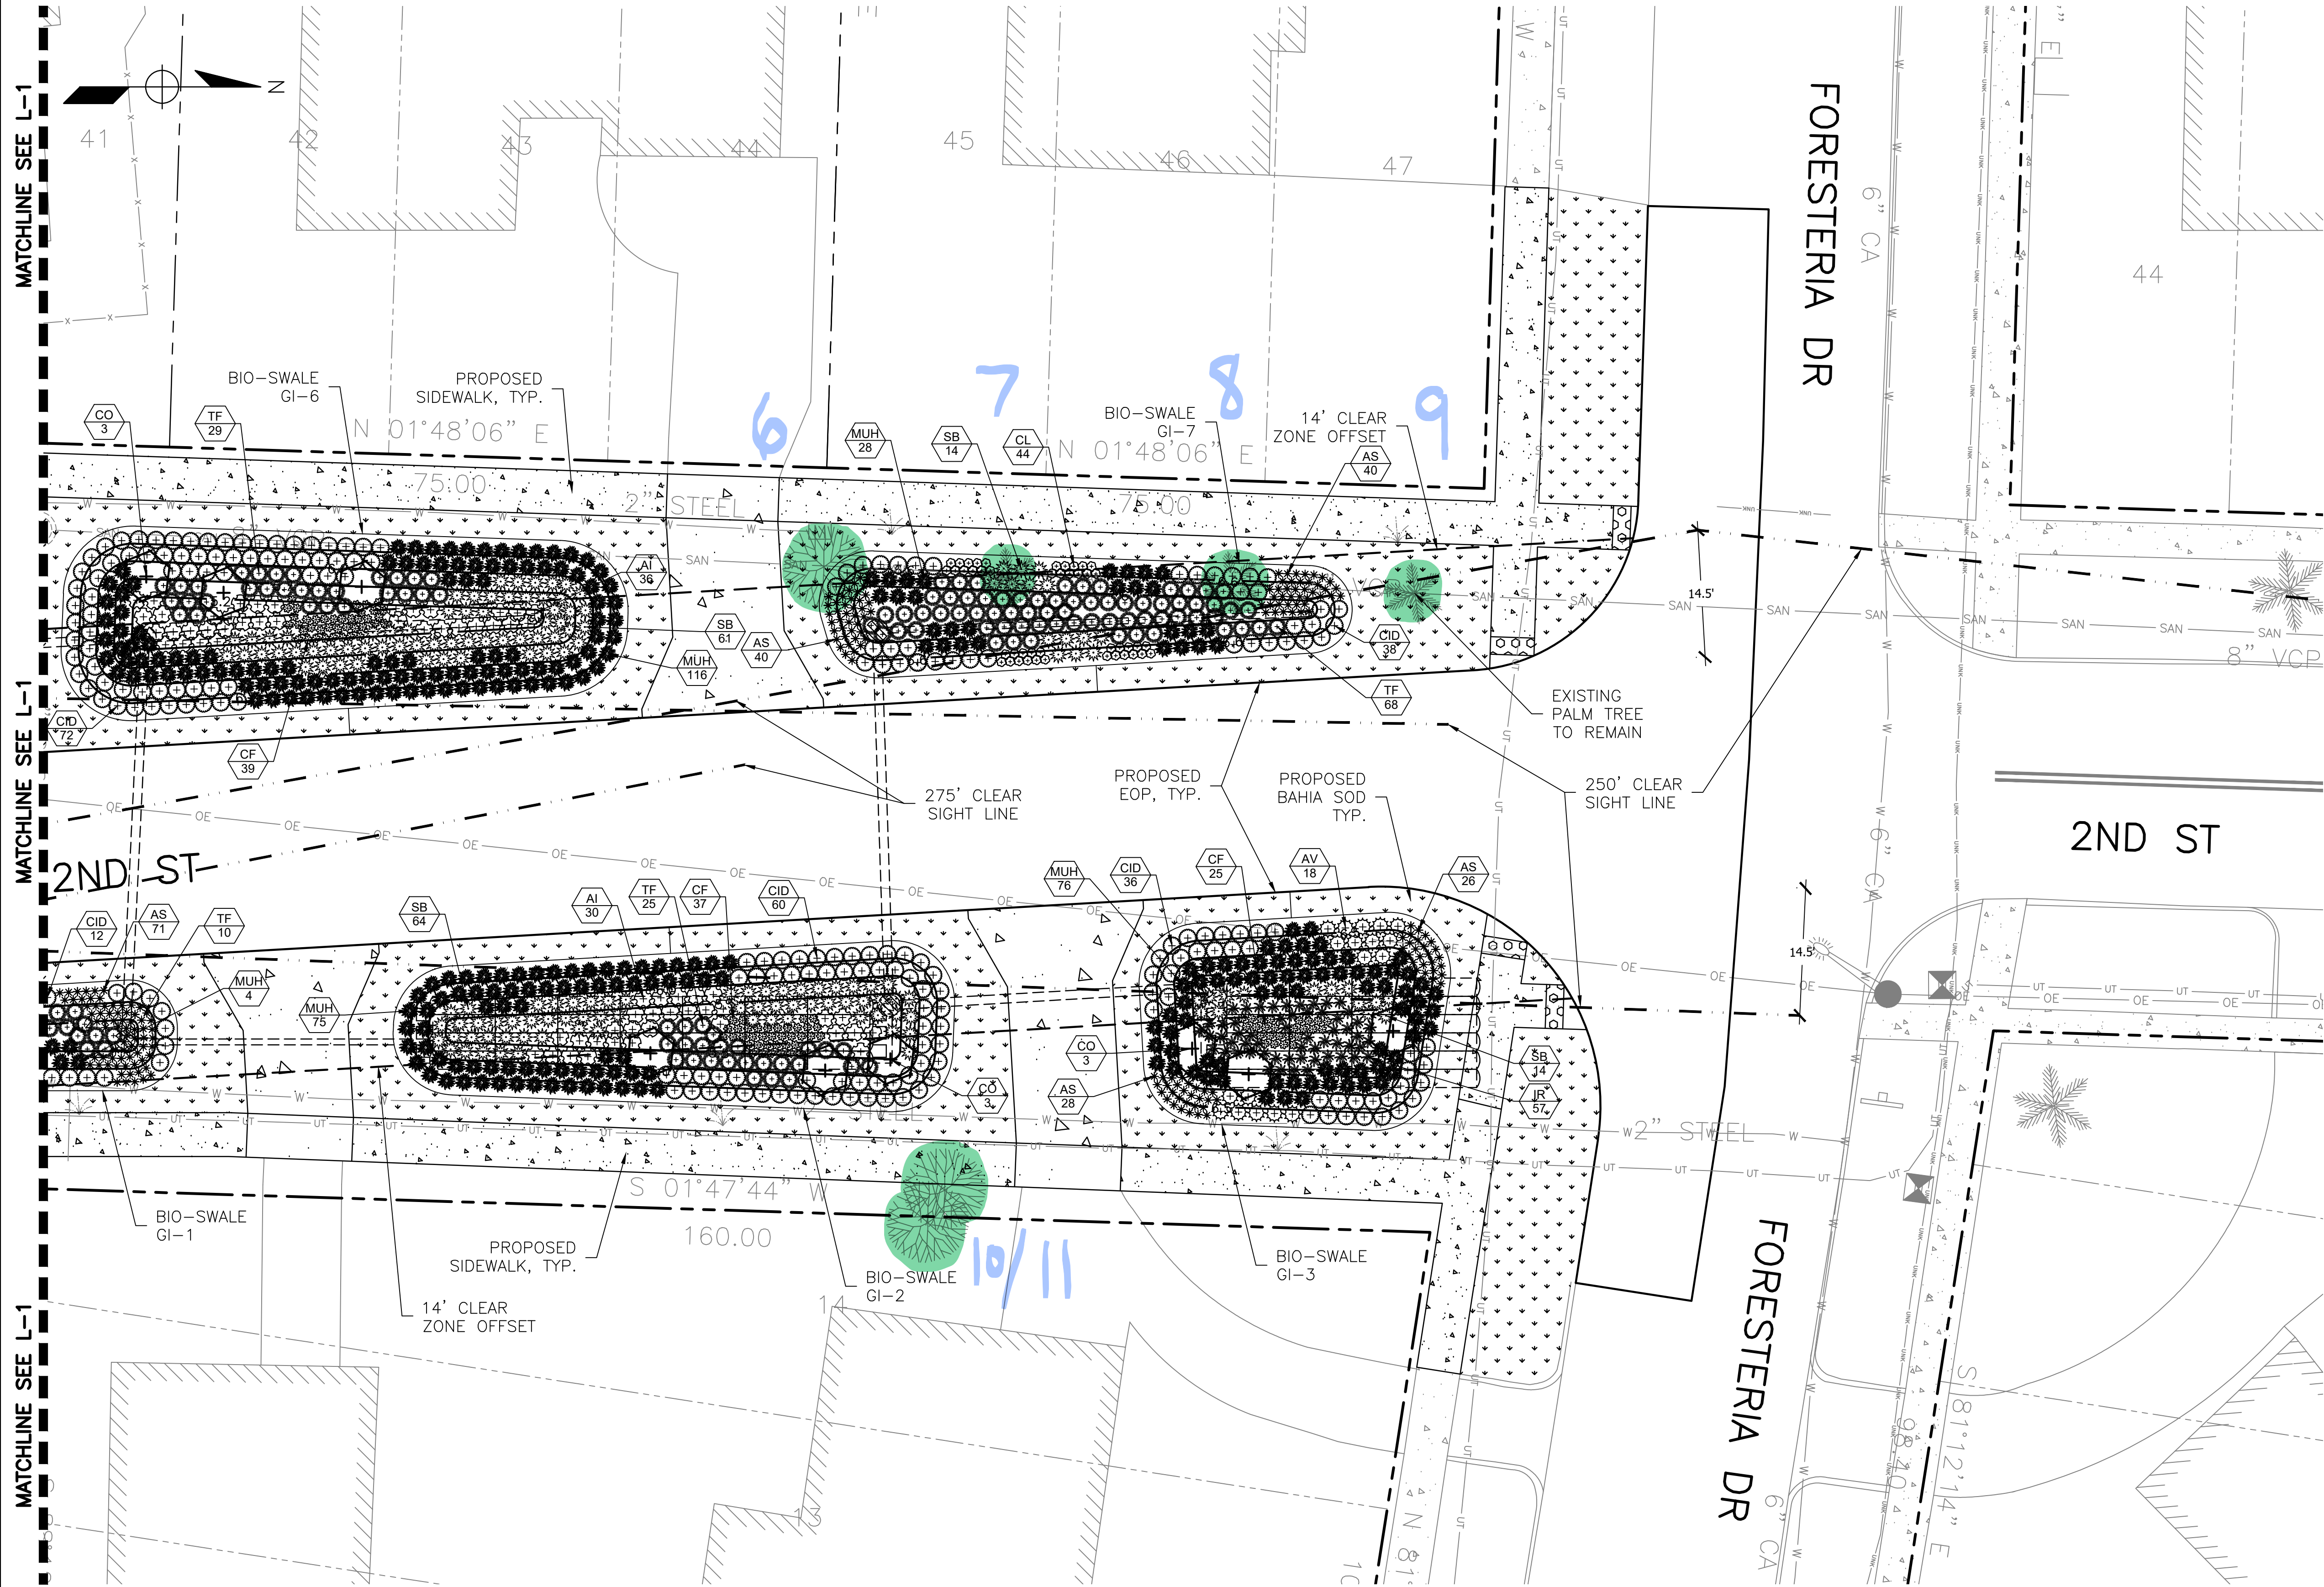 MATCHLINE SEE L-1
MATCHLINE SEE L-1
MATCHLINE SEE L-1
N
41
42
43
44
45
46
47
44
FORESTERIA DR
6" CA
BIO-SWALE
GI-6
PROPOSED
SIDEWALK, TYP.
N 01°48'06" E
75.00
2" STEEL
6
7
8
9
BIO-SWALE
GI-7
14' CLEAR
ZONE OFFSET
N 01°48'06" E
75.00
CO
3
TF
29
MUH
28
SB
14
CL
44
AS
40
AI
36
SB
61
AS
40
MUH
116
CID
38
TF
68
CID
72
CF
39
14.5'
EXISTING
PALM TREE
TO REMAIN
8" VCP
275' CLEAR
SIGHT LINE
PROPOSED
EOP, TYP.
PROPOSED
BAHIA SOD
TYP.
250' CLEAR
SIGHT LINE
2ND ST
2ND ST
6" CA
14.5'
CID
12
AS
71
TF
10
SB
64
AI
30
TF
25
CF
37
CID
60
MUH
76
CID
36
CF
25
AV
18
AS
26
MUH
4
MUH
75
CO
3
CO
3
AS
28
SB
14
JR
57
2" STEEL
S 01°47'44" W
160.00
BIO-SWALE
GI-1
PROPOSED
SIDEWALK, TYP.
BIO-SWALE
GI-2
10/11
BIO-SWALE
GI-3
14' CLEAR
ZONE OFFSET
14
13
FORESTERIA DR
6" CA
S 81°12'14" E
98.40
N 81°